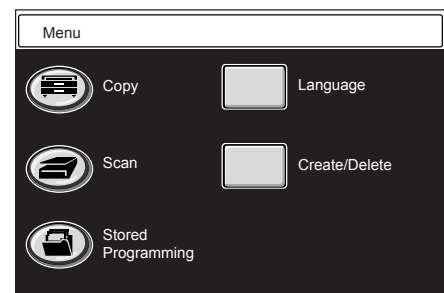 Menu
Copy
Language
Scan
Create/Delete
Stored
Programming